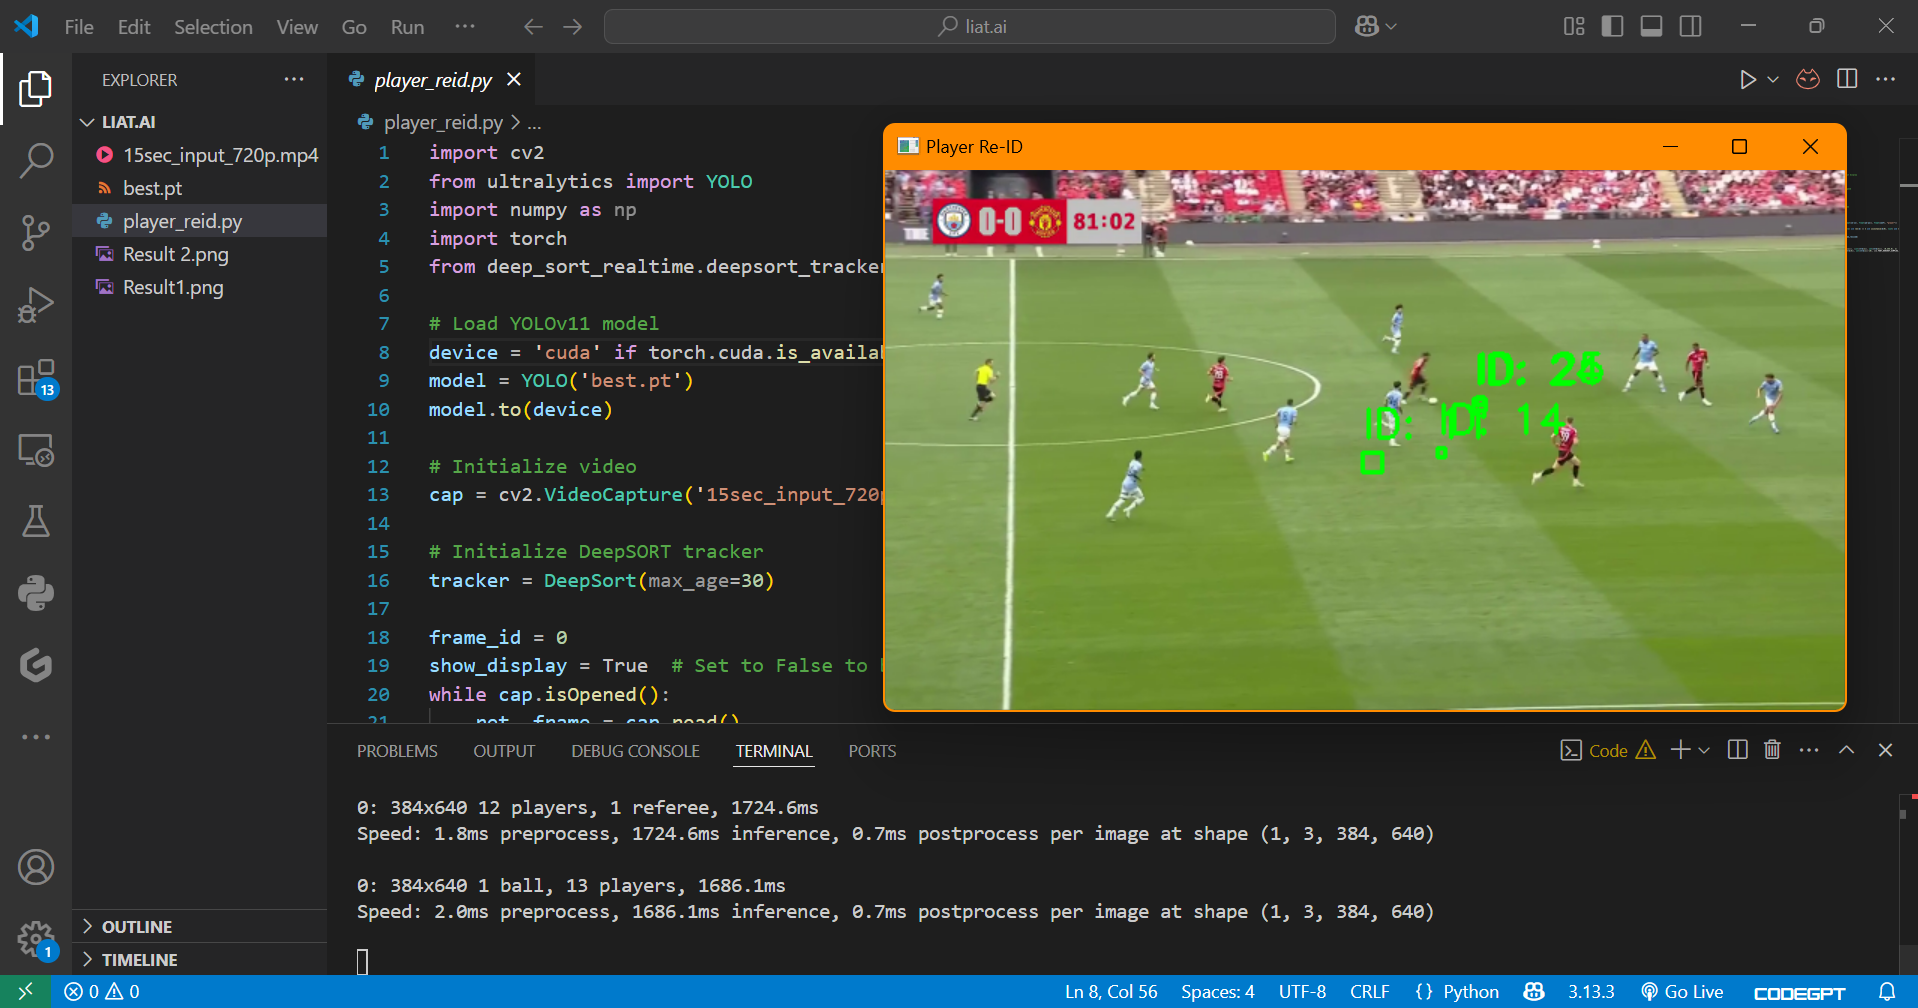 File Edit Selection View Go Run ··· liat.ai
EXPLORER ···
LIAT.AI
15sec_input_720p.mp4
best.pt
player_reid.py
Result 2.png
Result1.png
OUTLINE
TIMELINE
player_reid.py
player_reid.py > ...
1 import cv2
2 from ultralytics import YOLO
3 import numpy as np
4 import torch
5 from deep_sort_realtime.deepsort_tracker
6
7 # Load YOLOv11 model
8 device = 'cuda' if torch.cuda.is_availa
9 model = YOLO('best.pt')
10 model.to(device)
11
12 # Initialize video
13 cap = cv2.VideoCapture('15sec_input_720p
14
15 # Initialize DeepSORT tracker
16 tracker = DeepSort(max_age=30)
17
18 frame_id = 0
19 show_display = True # Set to False to
20 while cap.isOpened():
21 ret, frame = cap.read()
Player Re-ID
0-0 81:02
ID:
ID: ID: 14
PROBLEMS OUTPUT DEBUG CONSOLE TERMINAL PORTS Code
0: 384x640 12 players, 1 referee, 1724.6ms
Speed: 1.8ms preprocess, 1724.6ms inference, 0.7ms postprocess per image at shape (1, 3, 384, 640)
0: 384x640 1 ball, 13 players, 1686.1ms
Speed: 2.0ms preprocess, 1686.1ms inference, 0.7ms postprocess per image at shape (1, 3, 384, 640)
13
1
0 0 Ln 8, Col 56 Spaces: 4 UTF-8 CRLF {} Python 3.13.3 Go Live CODEGPT